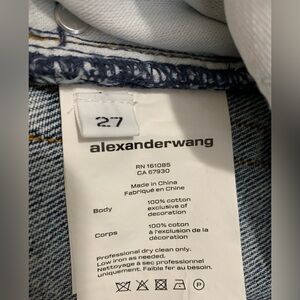 27
alexanderwang
RN 161085
CA 67930
Made in China
Fabriqué en Chine
Body 100% cotton
exclusive of
decoration
Corps 100% coton
à l'exclusion de la
décoration
Professional dry clean only.
Low iron as needed.
Nettoyage à sec professionnel
uniquement. Faible fer au besoin.
P